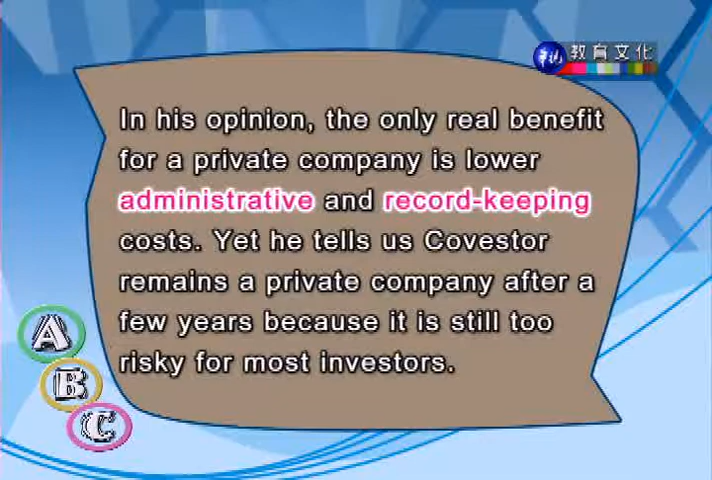 華視 教育文化
In his opinion, the only real benefit
for a private company is lower
administrative and record-keeping
costs. Yet he tells us Covestor
remains a private company after a
few years because it is still too
risky for most investors.
A
B
C